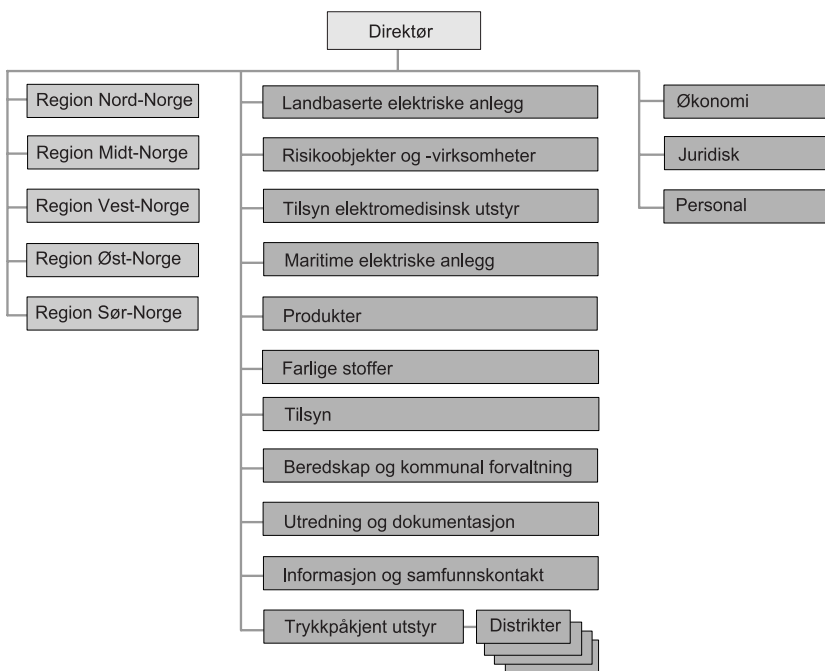 Direktør
Region Nord-Norge
Region Midt-Norge
Region Vest-Norge
Region Øst-Norge
Region Sør-Norge
Landbaserte elektriske anlegg
Risikoobjekter og -virksomheter
Tilsyn elektromedisinsk utstyr
Maritime elektriske anlegg
Produkter
Farlige stoffer
Tilsyn
Beredskap og kommunal forvaltning
Utredning og dokumentasjon
Informasjon og samfunnskontakt
Trykkpåkjent utstyr
Distrikter
Økonomi
Juridisk
Personal